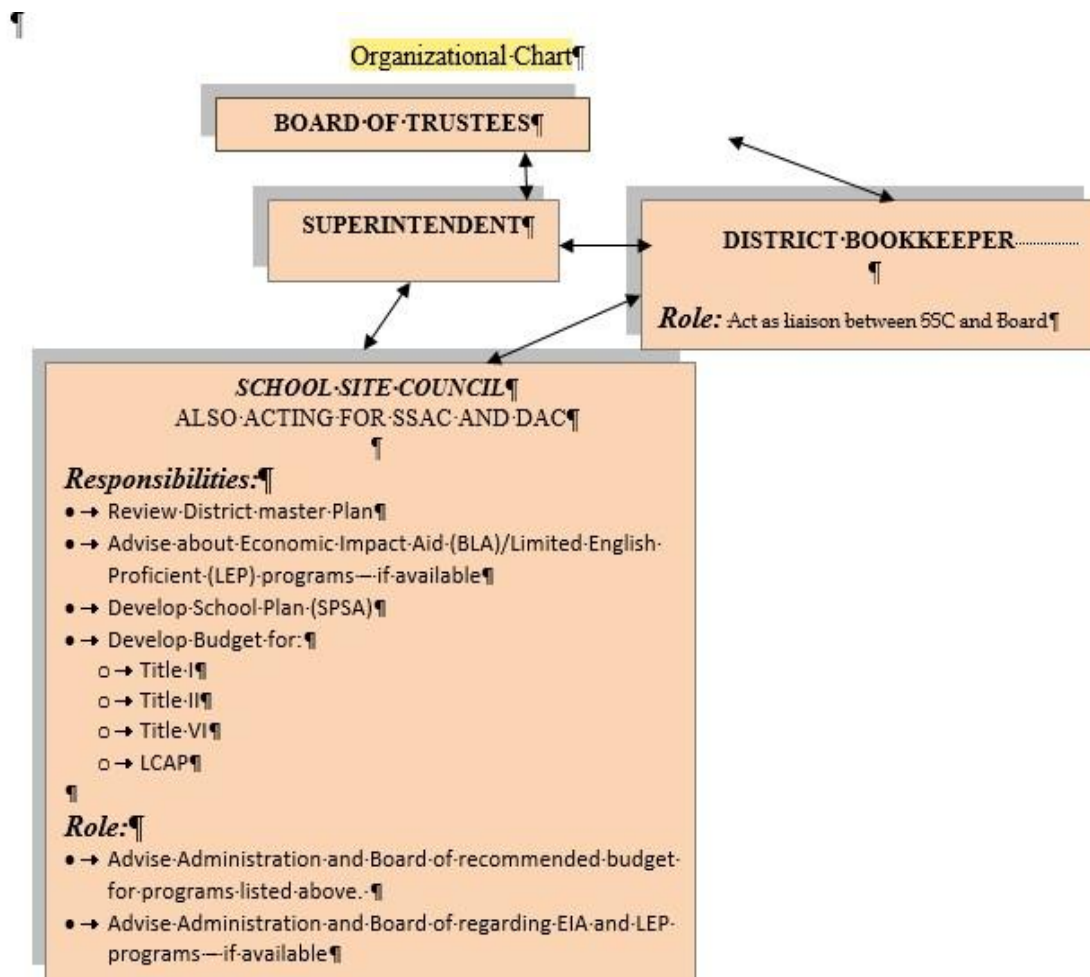 Organizational Chart
BOARD OF TRUSTEES
SUPERINTENDENT
DISTRICT BOOKKEEPER
Role: Act as liaison between SSC and Board
SCHOOL SITE COUNCIL
ALSO ACTING FOR SSAC AND DAC
Responsibilities:
• Review District master Plan
• Advise about Economic Impact Aid (BLA)/Limited English
Proficient (LEP) programs — if available
• Develop School Plan (SPSA)
• Develop Budget for:
o Title I
o Title II
o Title VI
o LCAP
Role:
• Advise Administration and Board of recommended budget
for programs listed above.
• Advise Administration and Board of regarding EIA and LEP
programs — if available